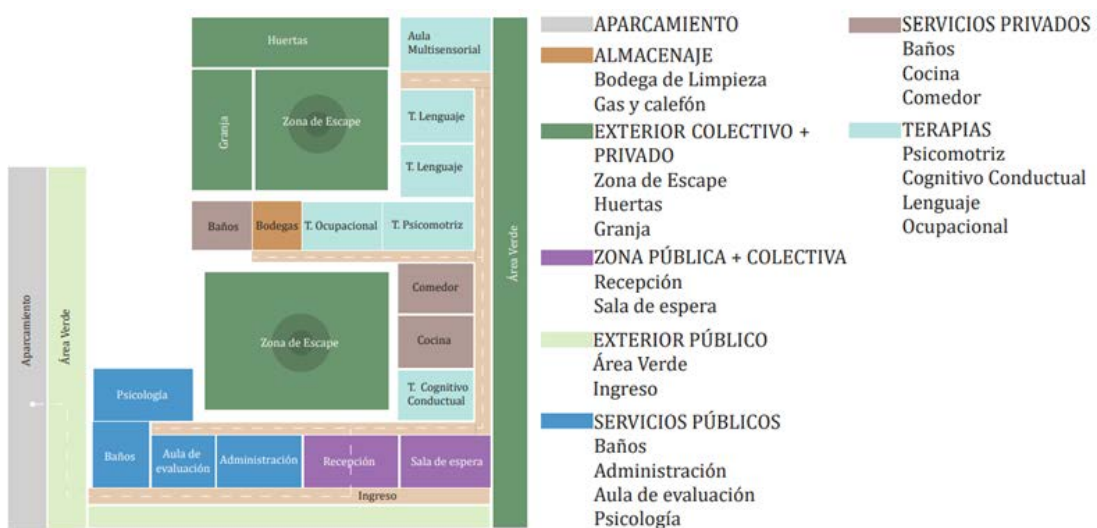 Huertas
Aula
Multisensorial
Granja
Zona de Escape
T. Lenguaje
T. Lenguaje
Baños
Bodegas
T. Ocupacional
T. Psicomotriz
Área Verde
Comedor
Aparcamiento
Área Verde
Zona de Escape
Cocina
Psicología
T. Cognitivo
Conductual
Baños
Aula de
evaluación
Administración
Recepción
Sala de espera
Ingreso
APARCAMIENTO
ALMACENAJE
Bodega de Limpieza
Gas y calefón
EXTERIOR COLECTIVO +
PRIVADO
Zona de Escape
Huertas
Granja
ZONA PÚBLICA + COLECTIVA
Recepción
Sala de espera
EXTERIOR PÚBLICO
Área Verde
Ingreso
SERVICIOS PÚBLICOS
Baños
Administración
Aula de evaluación
Psicología
SERVICIOS PRIVADOS
Baños
Cocina
Comedor
TERAPIAS
Psicomotriz
Cognitivo Conductual
Lenguaje
Ocupacional